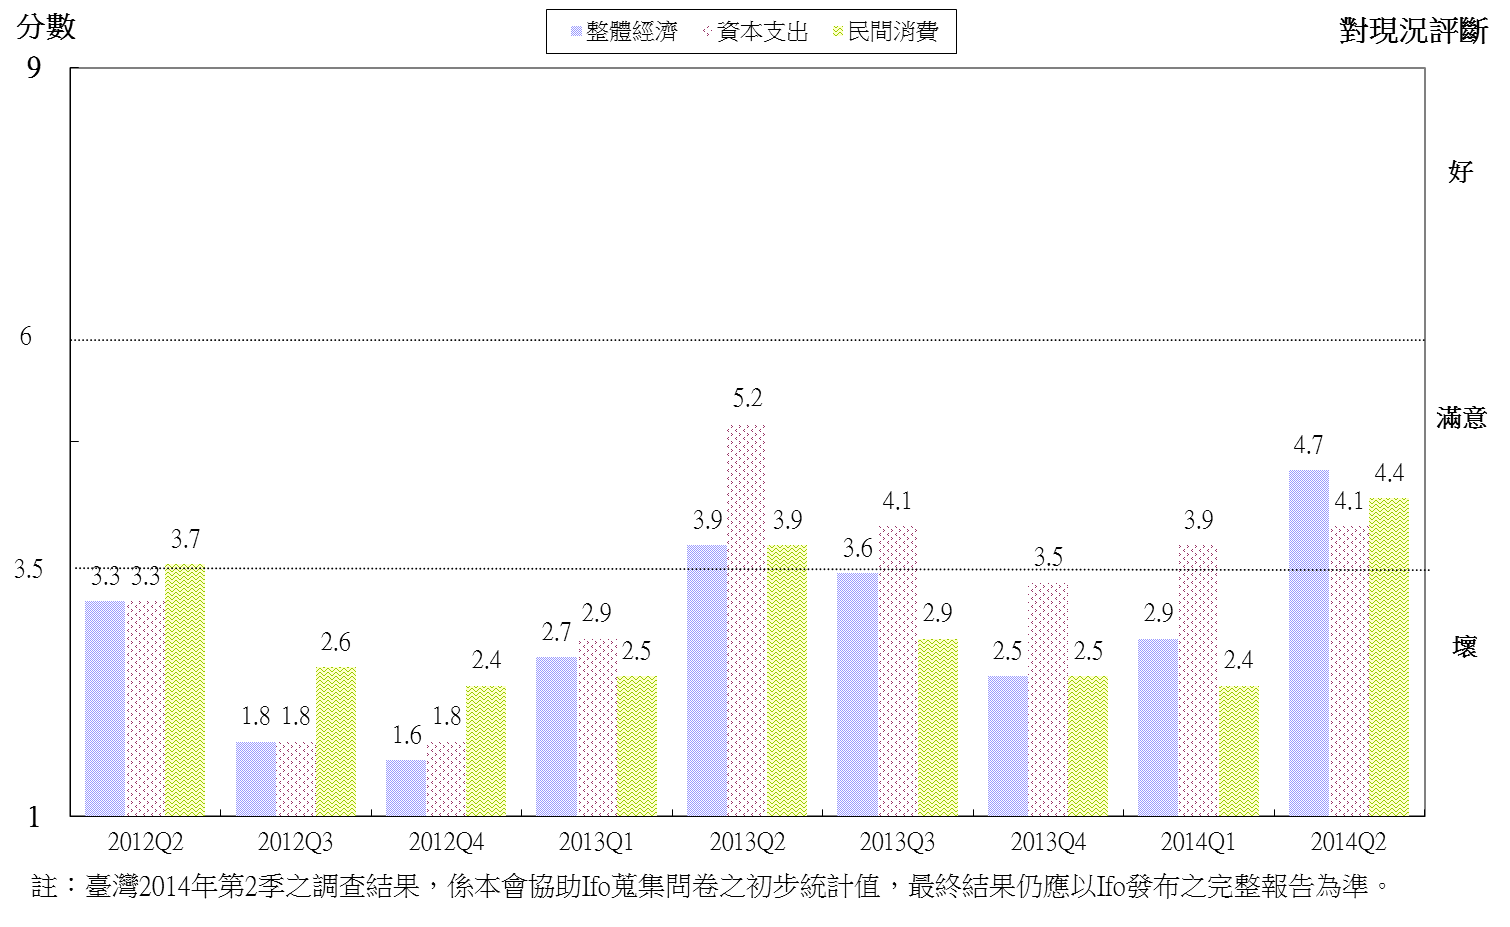 分數
整體經濟 資本支出 民間消費
對現況評斷
9
好
6
滿意
3.5
壞
1
3.3 3.3 3.7
1.8 1.8 2.6
1.6 1.8 2.4
2.7 2.9 2.5
3.9 5.2 3.9
3.6 4.1 2.9
2.5 3.5 2.5
2.9 3.9 2.4
4.7 4.1 4.4
2012Q2 2012Q3 2012Q4 2013Q1 2013Q2 2013Q3 2013Q4 2014Q1 2014Q2
註：臺灣2014年第2季之調查結果，係本會協助Ifo蒐集問卷之初步統計值，最終結果仍應以Ifo發布之完整報告為準。